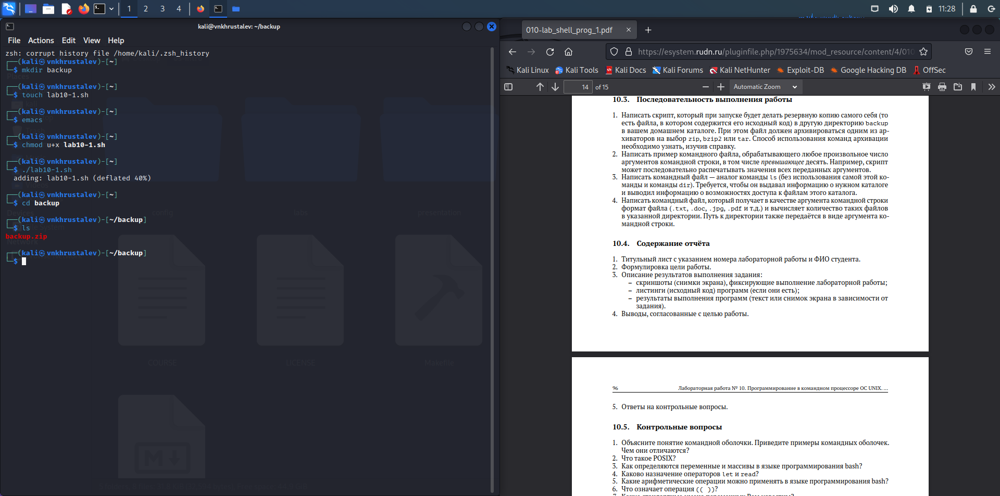 1 2 3 4
11:28
kali@vnkhrustalev: ~/backup
File Actions Edit View Help
zsh: corrupt history file /home/kali/.zsh_history
┌──(kali㉿vnkhrustalev)-[~]
└─$ mkdir backup
┌──(kali㉿vnkhrustalev)-[~]
└─$ touch lab10-1.sh
┌──(kali㉿vnkhrustalev)-[~]
└─$ emacs
┌──(kali㉿vnkhrustalev)-[~]
└─$ chmod u+x lab10-1.sh
┌──(kali㉿vnkhrustalev)-[~]
└─$ ./lab10-1.sh
adding: lab10-1.sh (deflated 40%)
┌──(kali㉿vnkhrustalev)-[~]
└─$ cd backup
┌──(kali㉿vnkhrustalev)-[~/backup]
└─$ ls
backup.zip
┌──(kali㉿vnkhrustalev)-[~/backup]
└─$
Places
Videos
Devices
Network
config labs presentation
COURSE LICENSE Makefile
010-lab_shell_prog_1.pdf
https://esystem.rudn.ru/pluginfile.php/1975634/mod_resource/content/4/010
Kali Linux Kali Tools Kali Docs Kali Forums Kali NetHunter Exploit-DB Google Hacking DB OffSec
14 of 15 Automatic Zoom
10.3. Последовательность выполнения работы
1. Написать скрипт, который при запуске будет делать резервную копию самого себя (то
есть файла, в котором содержится его исходный код) в другую директорию backup
в вашем домашнем каталоге. При этом файл должен архивироваться одним из ар-
хиваторов на выбор zip, bzip2 или tar. Способ использования команд архивации
необходимо узнать, изучив справку.
2. Написать пример командного файла, обрабатывающего любое произвольное число
аргументов командной строки, в том числе превышающее десять. Например, скрипт
может последовательно распечатывать значения всех переданных аргументов.
3. Написать командный файл — аналог команды ls (без использования самой этой ко-
манды и команды dir). Требуется, чтобы он выдавал информацию о нужном каталоге
и выводил информацию о возможностях доступа к файлам этого каталога.
4. Написать командный файл, который получает в качестве аргумента командной строки
формат файла (.txt, .doc, .jpg, .pdf и т.д.) и вычисляет количество таких файлов
в указанной директории. Путь к директории также передаётся в виде аргумента ко-
мандной строки.
10.4. Содержание отчёта
1. Титульный лист с указанием номера лабораторной работы и ФИО студента.
2. Формулировка цели работы.
3. Описание результатов выполнения задания:
– скриншоты (снимки экрана), фиксирующие выполнение лабораторной работы;
– листинги (исходный код) программ (если они есть);
– результаты выполнения программ (текст или снимок экрана в зависимости от
задания).
4. Выводы, согласованные с целью работы.
96 Лабораторная работа № 10. Программирование в командном процессоре ОС UNIX. ...
5. Ответы на контрольные вопросы.
10.5. Контрольные вопросы
1. Объясните понятие командной оболочки. Приведите примеры командных оболочек.
Чем они отличаются?
2. Что такое POSIX?
3. Как определяются переменные и массивы в языке программирования bash?
4. Каково назначение операторов let и read?
5. Какие арифметические операции можно применять в языке программирования bash?
6. Что означает операция (( ))?